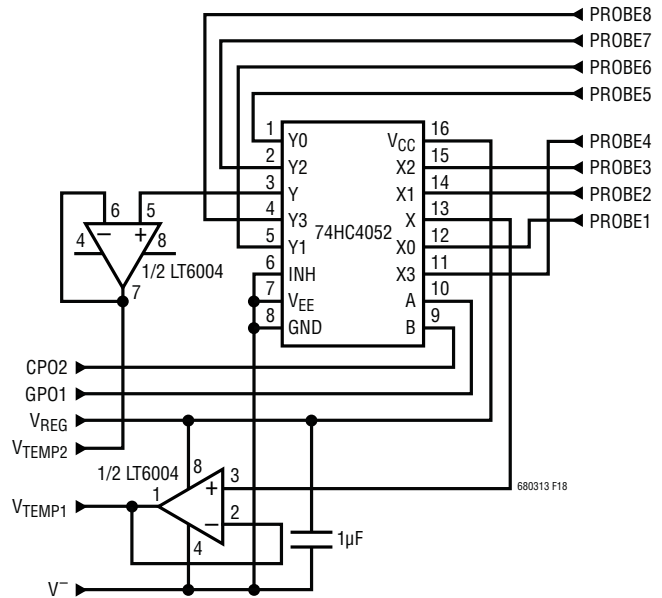 PROBE8
PROBE7
PROBE6
PROBE5
PROBE4
PROBE3
PROBE2
PROBE1
1 Y0
2 Y2
3 Y
4 Y3
5 Y1
6 INH
7 VEE
8 GND
74HC4052
VCC 16
X2 15
X1 14
X 13
X0 12
X3 11
A 10
B 9
6 5
4 − + 8
1/2 LT6004
7
CPO2
GPO1
VREG
VTEMP2
1/2 LT6004
8
3
+
VTEMP1
1
2
−
4
1µF
680313 F18
V−